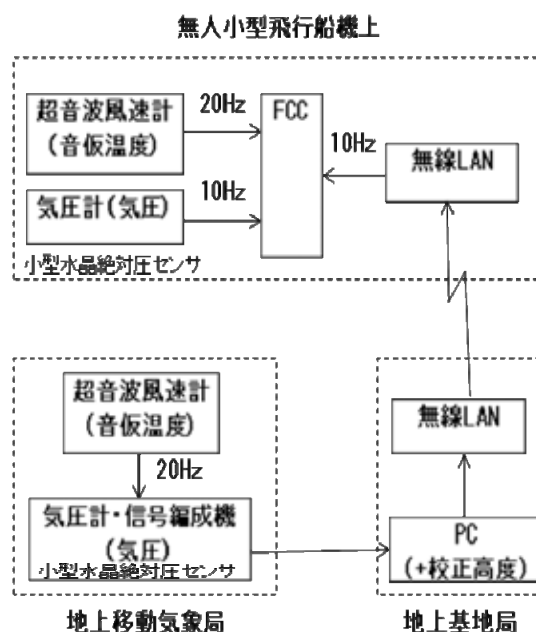 無人小型飛行船機上
超音波風速計
(音仮温度)
20Hz
FCC
10Hz
無線LAN
気圧計(気圧)
10Hz
小型水晶絶対圧センサ
超音波風速計
(音仮温度)
20Hz
気圧計・信号編成機
(気圧)
小型水晶絶対圧センサ
地上移動気象局
無線LAN
PC
(+校正高度)
地上基地局